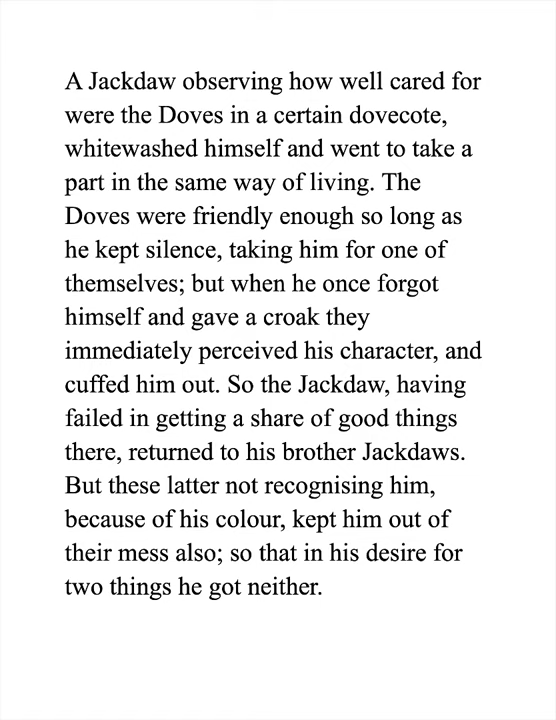 A Jackdaw observing how well cared for
were the Doves in a certain dovecote,
whitewashed himself and went to take a
part in the same way of living. The
Doves were friendly enough so long as
he kept silence, taking him for one of
themselves; but when he once forgot
himself and gave a croak they
immediately perceived his character, and
cuffed him out. So the Jackdaw, having
failed in getting a share of good things
there, returned to his brother Jackdaws.
But these latter not recognising him,
because of his colour, kept him out of
their mess also; so that in his desire for
two things he got neither.